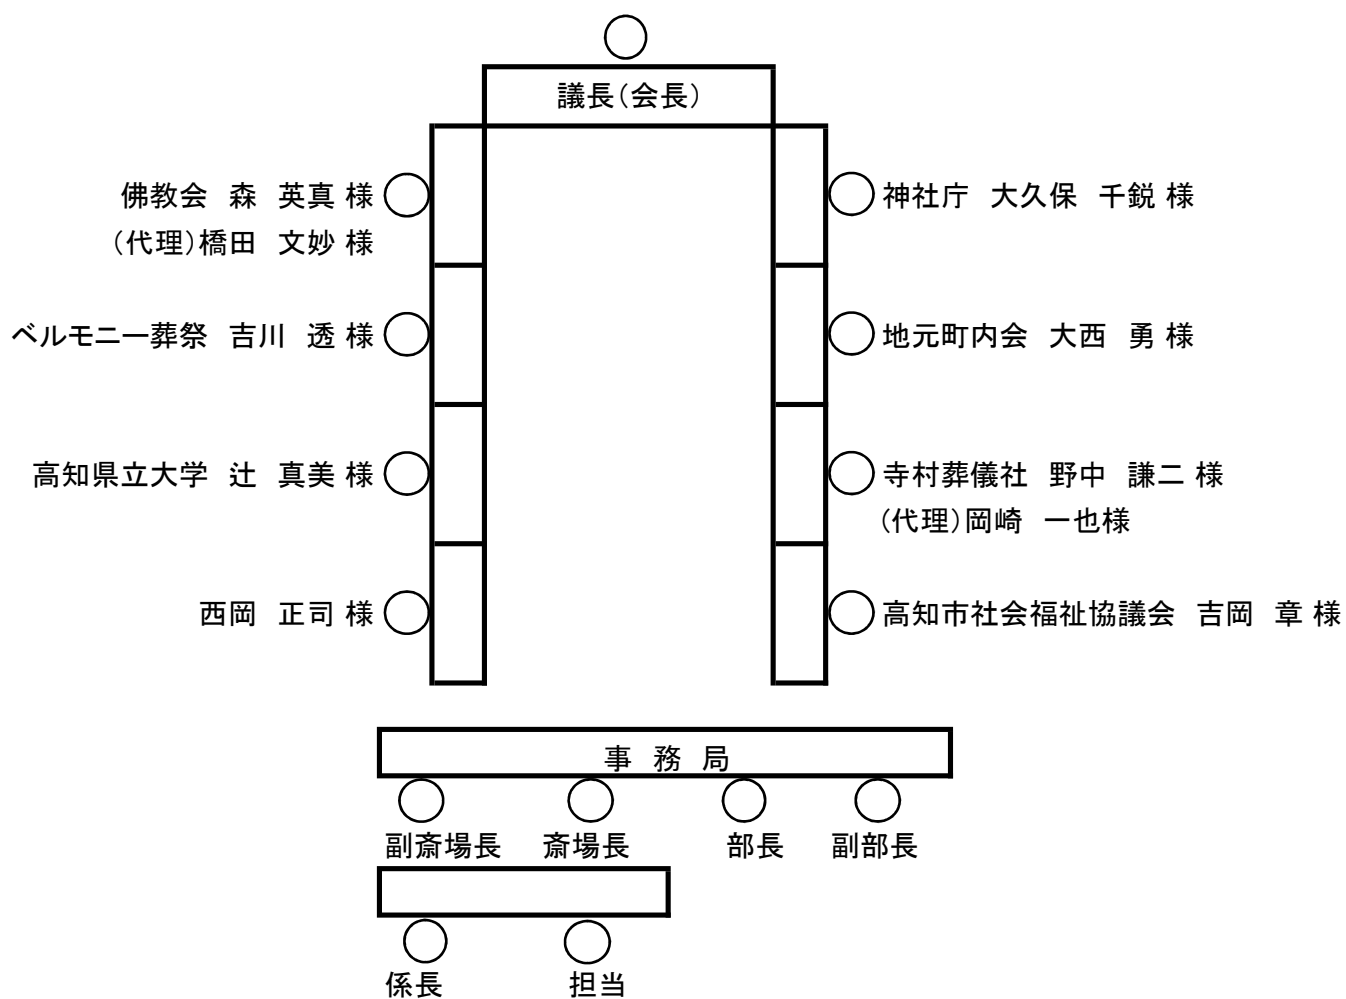 議長（会長）
佛教会　森　英真 様
（代理）橋田　文妙 様
神社庁　大久保　千鋭 様
ベルモニー葬祭　吉川　透 様
地元町内会　大西　勇 様
高知県立大学　辻　真美 様
寺村葬儀社　野中　謙二 様
（代理）岡崎　一也様
西岡　正司 様
高知市社会福祉協議会　吉岡　章 様
事　務　局
副斎場長　斎場長　部長　副部長
係長　担当